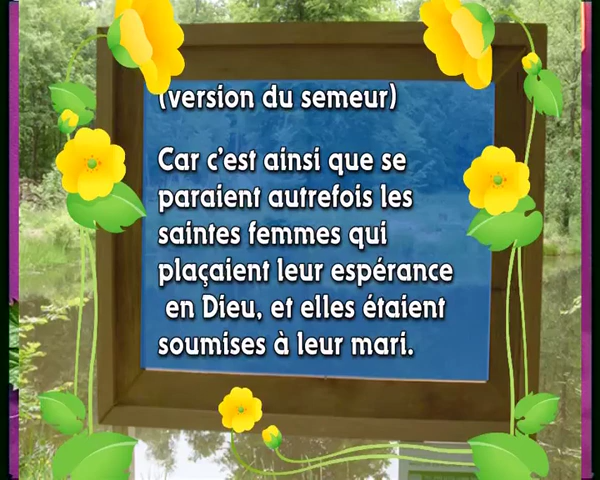 (version du semeur)
Car c'est ainsi que se
paraient autrefois les
saintes femmes qui
plaçaient leur espérance
en Dieu, et elles étaient
soumises à leur mari.